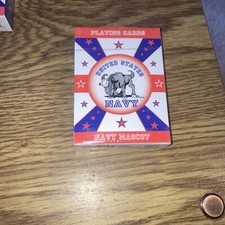 PLAYING CARDS
UNITED STATES
NAVY
NAVY MASCOT